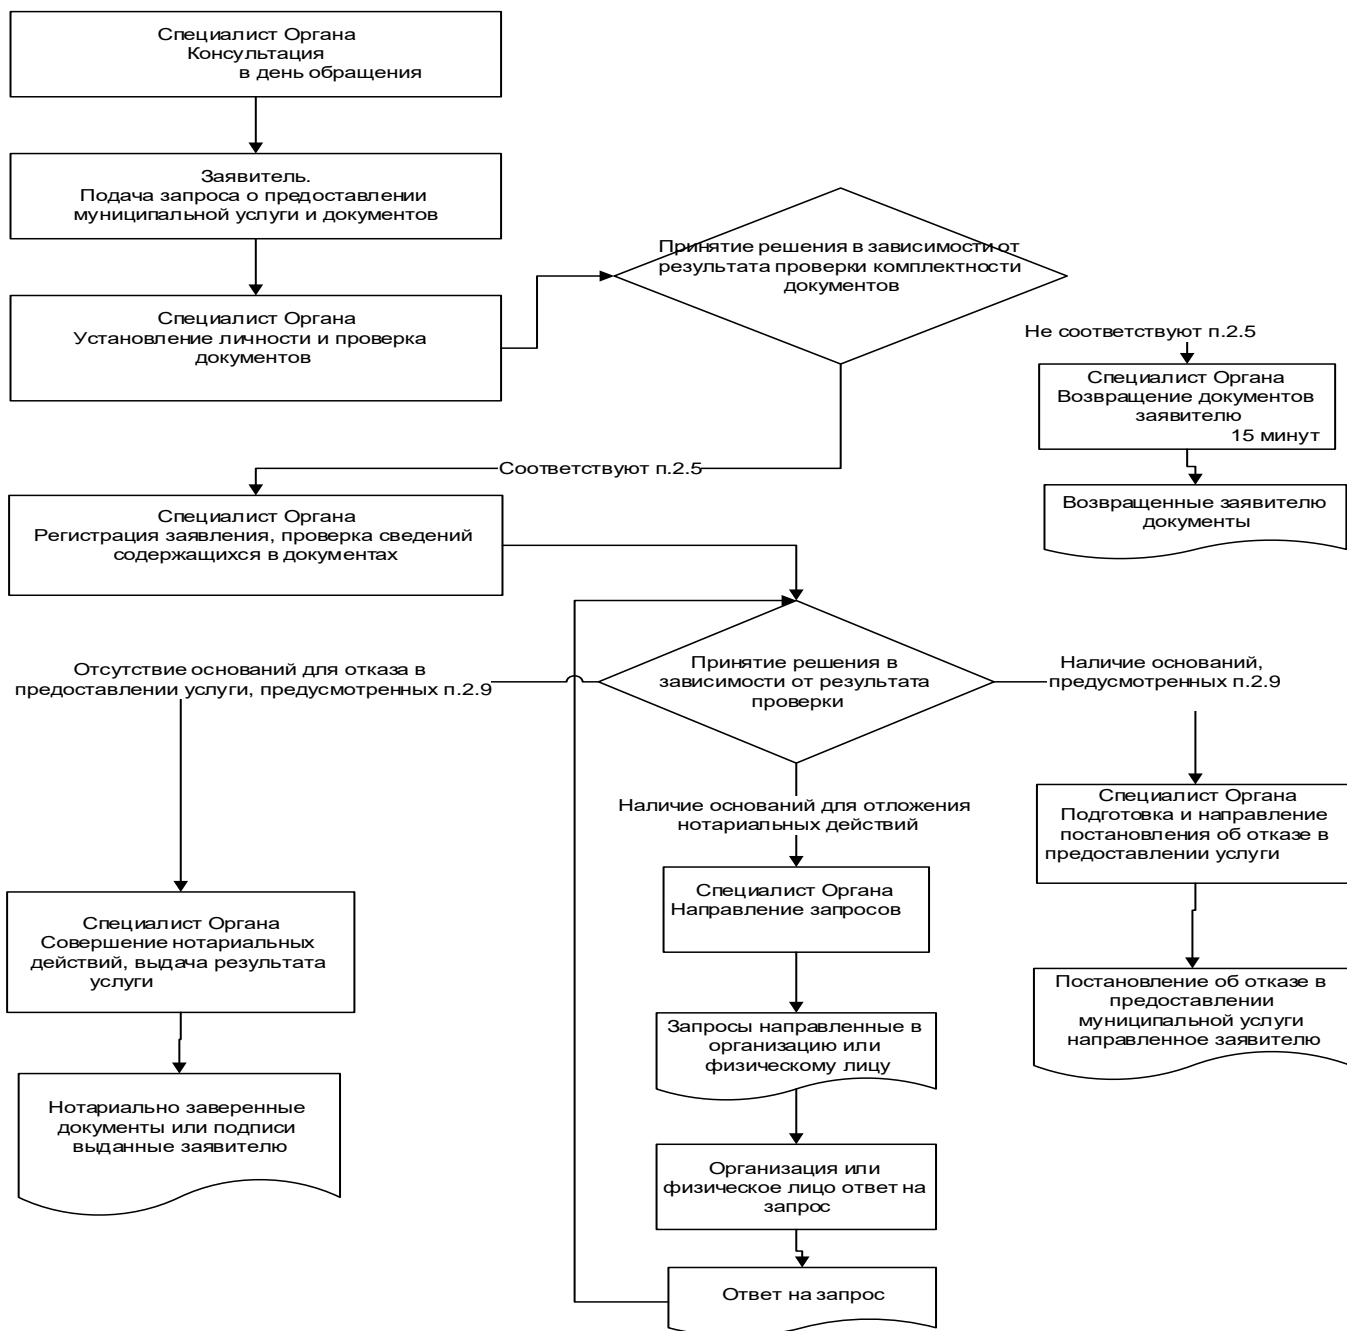 Специалист Органа
Консультация
в день обращения
Заявитель.
Подача запроса о предоставлении
муниципальной услуги и документов
Специалист Органа
Установление личности и проверка
документов
Принятие решения в зависимости от
результата проверки комплектности
документов
Не соответствуют п.2.5
Специалист Органа
Возвращение документов
заявителю
15 минут
Возвращенные заявителю
документы
Соответствуют п.2.5
Специалист Органа
Регистрация заявления, проверка сведений
содержащихся в документах
Принятие решения в
зависимости от результата
проверки
Отсутствие оснований для отказа в
предоставлении услуги, предусмотренных п.2.9
Наличие оснований,
предусмотренных п.2.9
Наличие оснований для отложения
нотариальных действий
Специалист Органа
Подготовка и направление
постановления об отказе в
предоставлении услуги
Специалист Органа
Направление запросов
Специалист Органа
Совершение нотариальных
действий, выдача результата
услуги
Постановление об отказе в
предоставлении
муниципальной услуги
направленное заявителю
Запросы направленные в
организацию или
физическому лицу
Нотариально заверенные
документы или подписи
выданные заявителю
Организация или
физическое лицо ответ на
запрос
Ответ на запрос